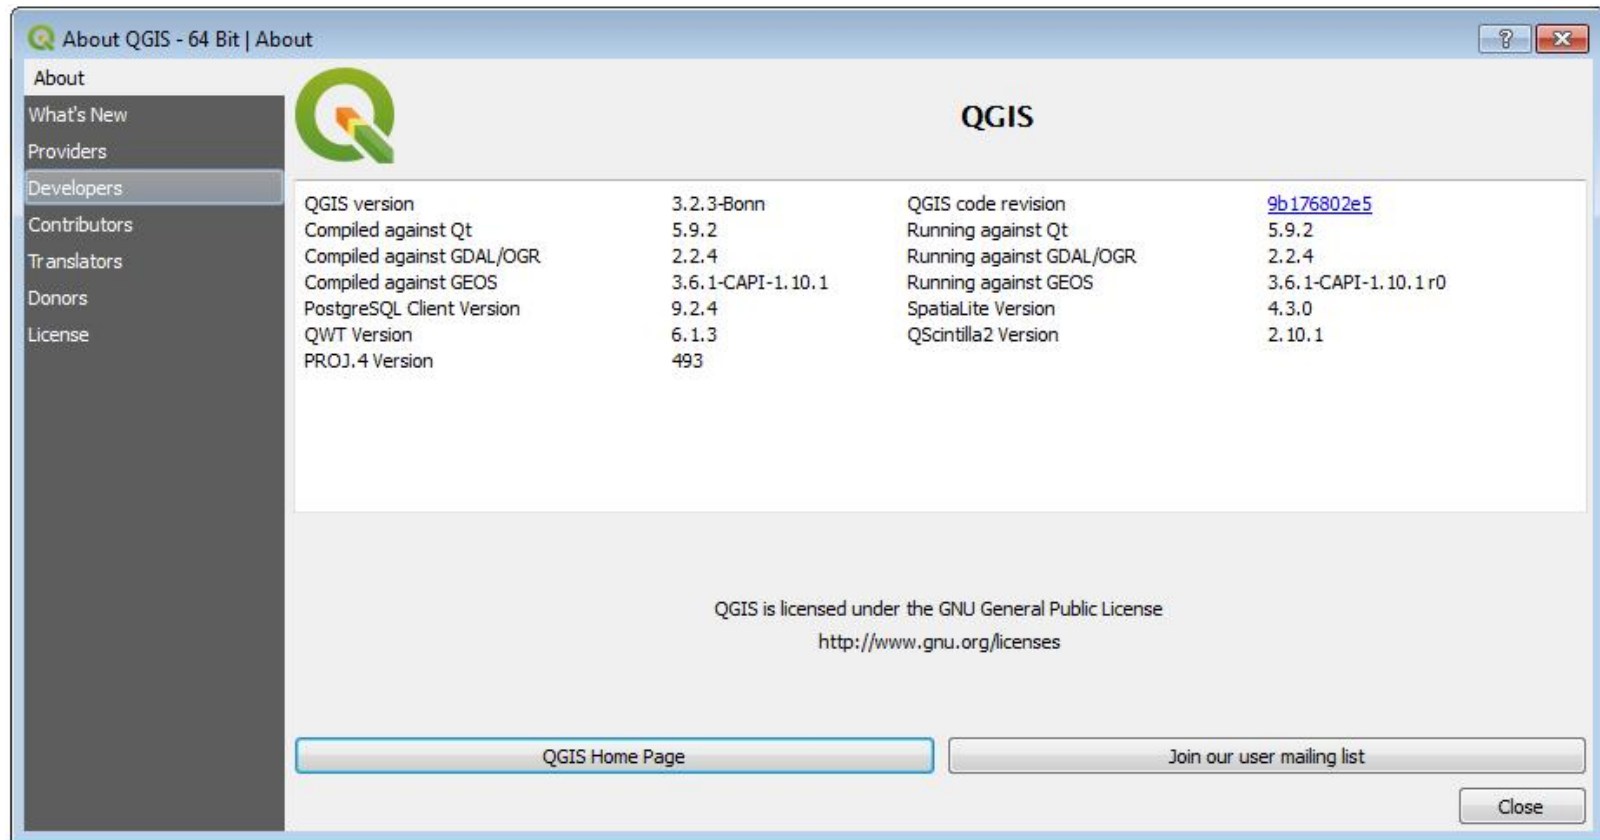 About QGIS - 64 Bit | About
?
About
What's New
Providers
Developers
Contributors
Translators
Donors
License
QGIS
QGIS version 3.2.3-Bonn QGIS code revision 9b176802e5
Compiled against Qt 5.9.2 Running against Qt 5.9.2
Compiled against GDAL/OGR 2.2.4 Running against GDAL/OGR 2.2.4
Compiled against GEOS 3.6.1-CAPI-1.10.1 Running against GEOS 3.6.1-CAPI-1.10.1 r0
PostgreSQL Client Version 9.2.4 SpatiaLite Version 4.3.0
QWT Version 6.1.3 QScintilla2 Version 2.10.1
PROJ.4 Version 493
QGIS is licensed under the GNU General Public License
http://www.gnu.org/licenses
QGIS Home Page Join our user mailing list
Close